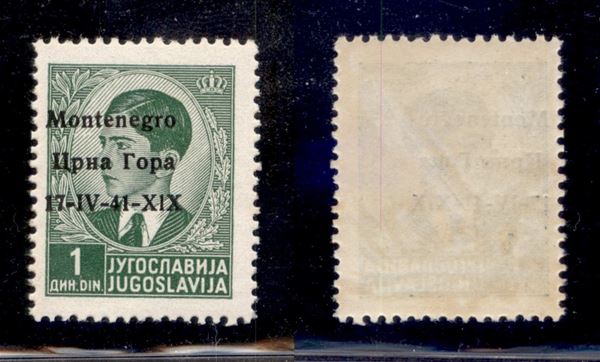 Montenegro
Црна Гора
17-IV-41-XIX
1
ДИН. DIN.
ЈУГОСЛАВИЈА
JUGOSLAVIJA